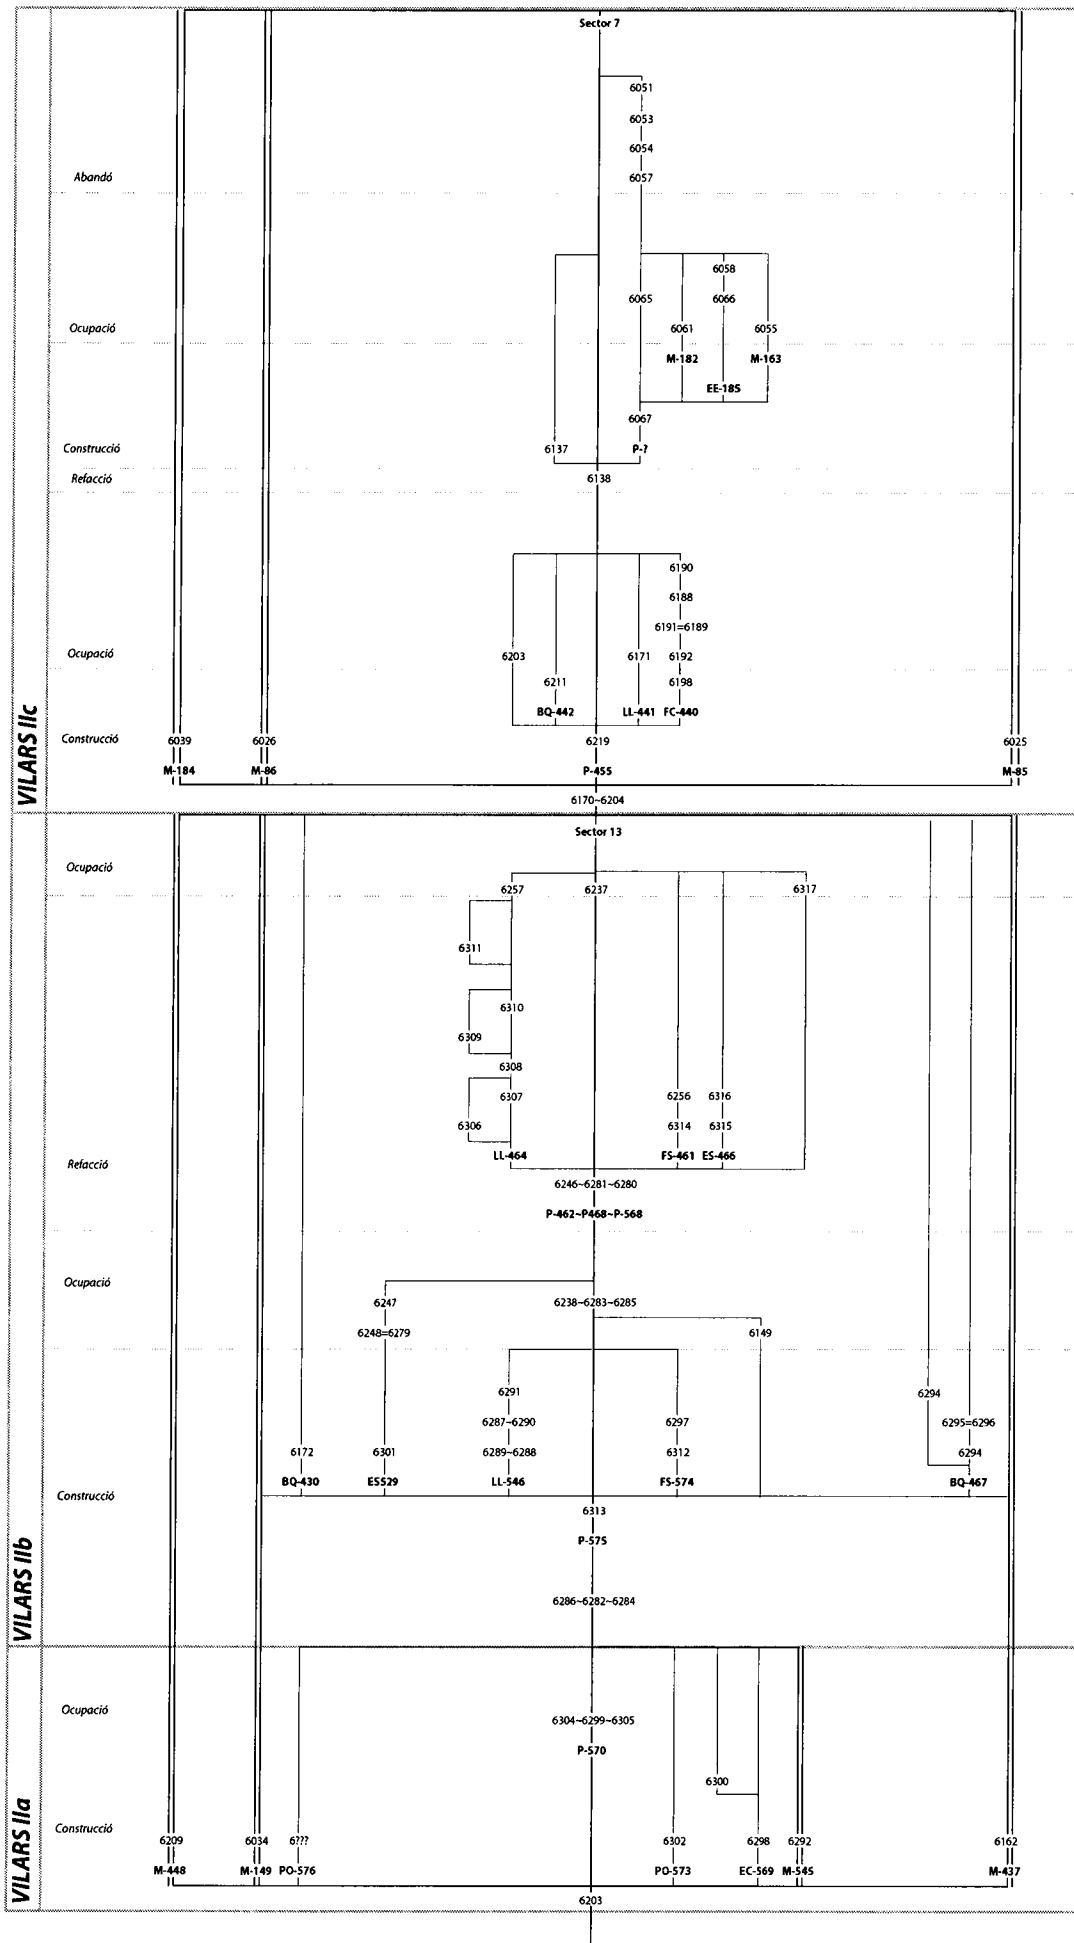 Sector 7
6051
6053
6054
Abandó
6057
6058
6065 6066
Ocupació
6061 6055
M-182 M-163
EE-185
6067
Construcció
6137 P-?
Refacció
6138
6190
6188
6191=6189
Ocupació
6203 6171 6192
6211 6198
BQ-442 LL-441 FC-440
VILARS IIc
Construcció
6039 6026 6219 6025
M-184 M-86 P-455 M-85
6170~6204
Sector 13
Ocupació
6257 6237 6317
6311
6310
6309
6308
6307 6256 6316
6306 6314 6315
LL-464 FS-461 ES-466
Refacció
6246~6281~6280
P-462~P468~P-568
Ocupació
6247 6238~6283~6285
6248=6279 6149
6291 6294
6287~6290 6297 6295=6296
6172 6301 6289~6288 6312 6294
BQ-430 ES529 LL-546 FS-574 BQ-467
Construcció
6313
P-575
VILARS IIb
6286~6282~6284
Ocupació
6304~6299~6305
P-570
6300
Construcció
6209 6034 6??? 6302 6298 6292 6162
M-448 M-149 PO-576 PO-573 EC-569 M-545 M-437
VILARS IIa
6203